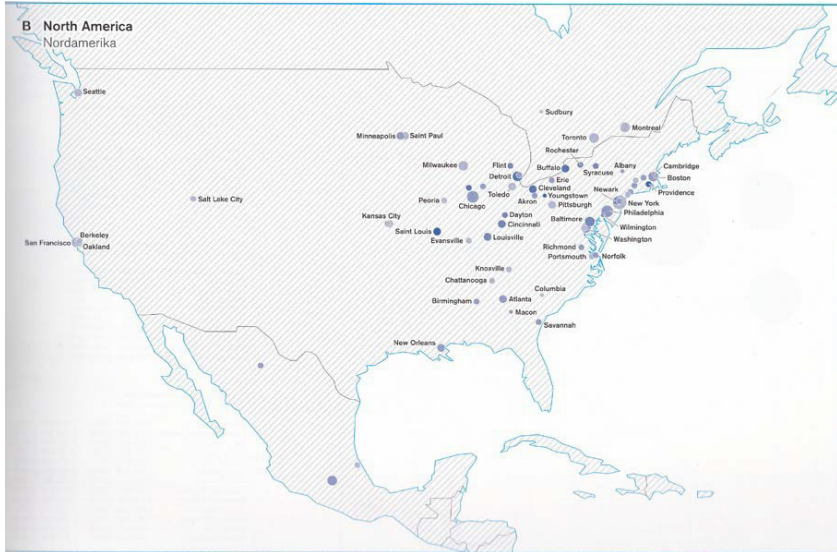 B North America
Nordamerika
Seattle
Sudbury
Minneapolis
Saint Paul
Montreal
Toronto
Rochester
Milwaukee
Flint
Buffalo
Albany
Cambridge
Detroit
Syracuse
Boston
Erie
Cleveland
Providence
Toledo
Newark
Youngstown
Salt Lake City
Peoria
Chicago
Akron
New York
Pittsburgh
Philadelphia
Kansas City
Dayton
Baltimore
Cincinnati
Wilmington
Saint Louis
Berkeley
Evansville
Louisville
Washington
San Francisco
Oakland
Richmond
Portsmouth
Norfolk
Knoxville
Chattanooga
Columbia
Birmingham
Atlanta
Macon
Savannah
New Orleans